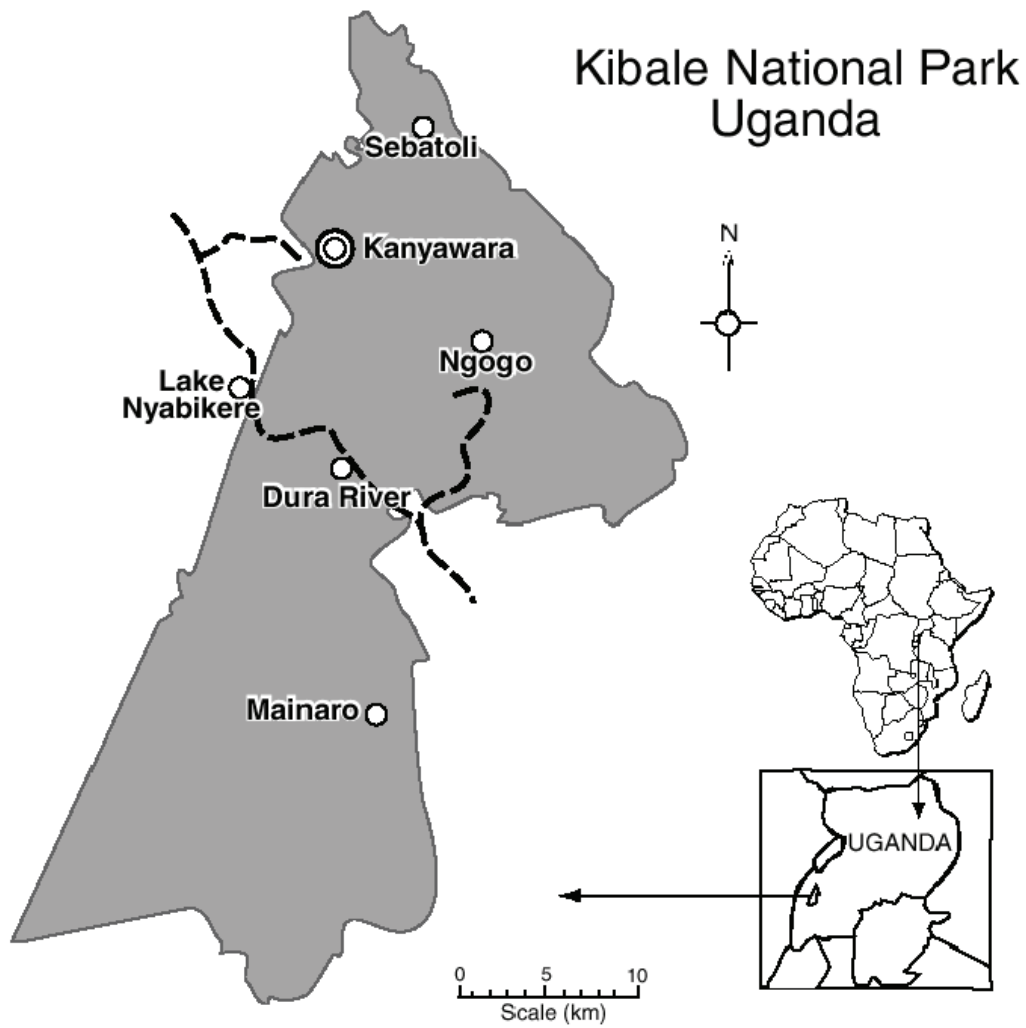 Kibale National Park
Uganda
Sebatoli
Kanyawara
N
Ngogo
Lake
Nyabikere
Dura River
Mainaro
UGANDA
0 5 10
Scale (km)